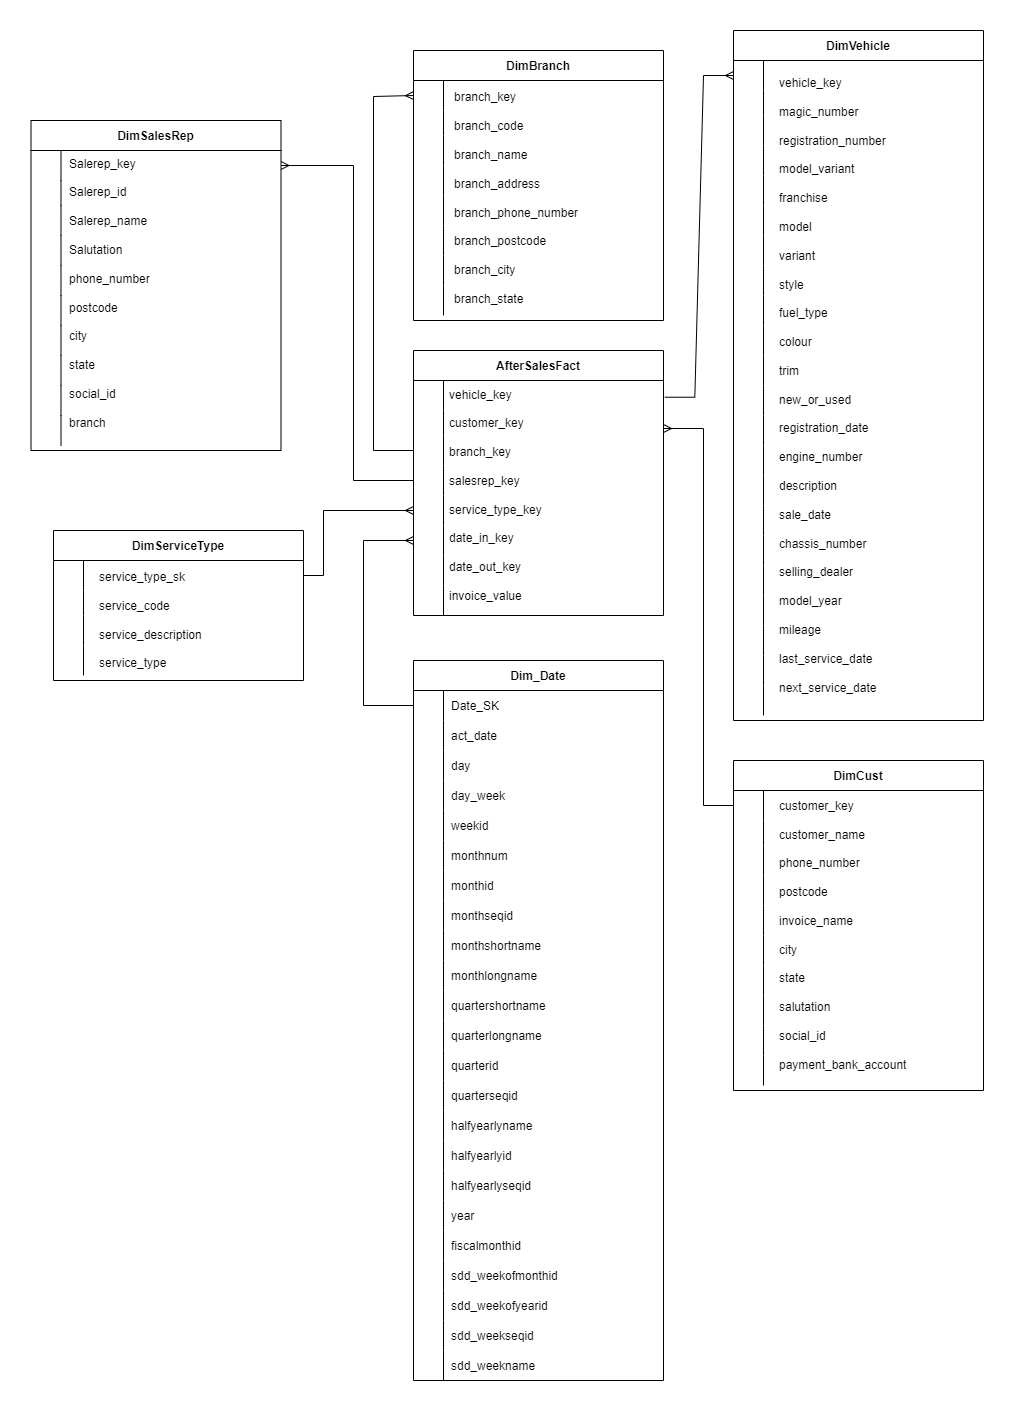 DimSalesRep
Salerep_key
Salerep_id
Salerep_name
Salutation
phone_number
postcode
city
state
social_id
branch
DimBranch
branch_key
branch_code
branch_name
branch_address
branch_phone_number
branch_postcode
branch_city
branch_state
DimVehicle
vehicle_key
magic_number
registration_number
model_variant
franchise
model
variant
style
fuel_type
colour
trim
new_or_used
registration_date
engine_number
description
sale_date
chassis_number
selling_dealer
model_year
mileage
last_service_date
next_service_date
AfterSalesFact
vehicle_key
customer_key
branch_key
salesrep_key
service_type_key
date_in_key
date_out_key
invoice_value
DimServiceType
service_type_sk
service_code
service_description
service_type
Dim_Date
Date_SK
act_date
day
day_week
weekid
monthnum
monthid
monthseqid
monthshortname
monthlongname
quartershortname
quarterlongname
quarterid
quarterseqid
halfyearlyname
halfyearlyid
halfyearlyseqid
year
fiscalmonthid
sdd_weekofmonthid
sdd_weekofyearid
sdd_weekseqid
sdd_weekname
DimCust
customer_key
customer_name
phone_number
postcode
invoice_name
city
state
salutation
social_id
payment_bank_account